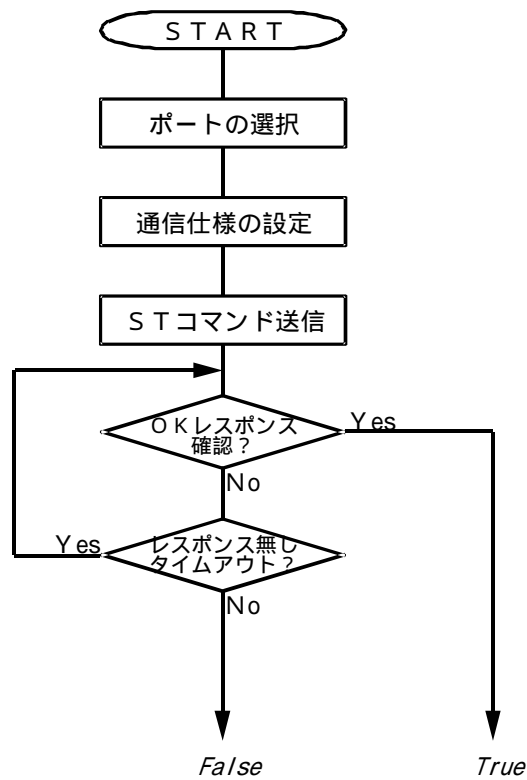 ＳＴＡＲＴ
ポートの選択
通信仕様の設定
ＳＴコマンド送信
ＯＫレスポンス
確認？
Yes
No
レスポンス無し
タイムアウト？
Yes
No
False
True